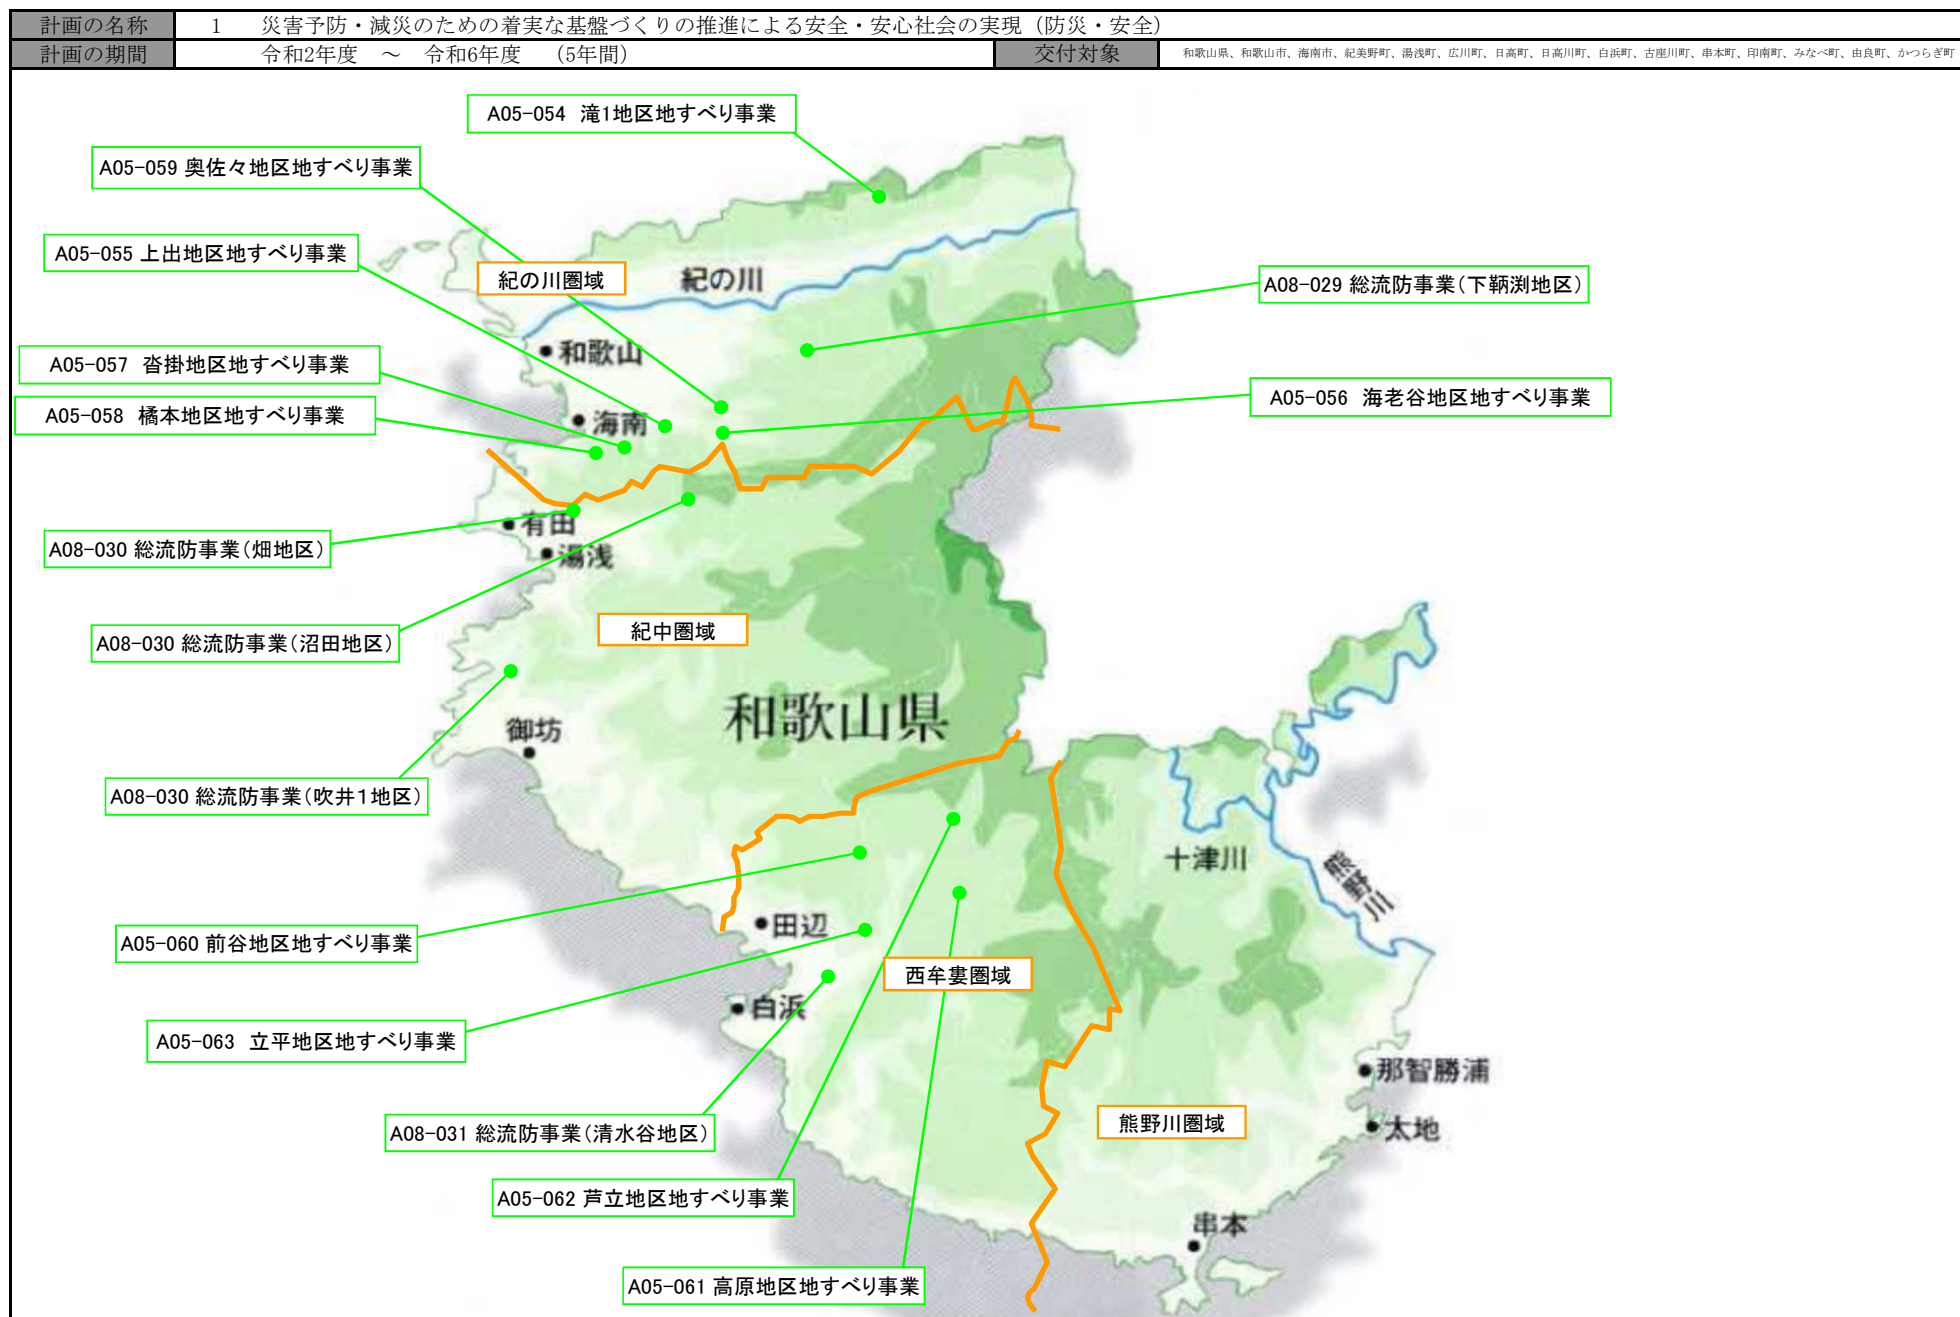 計画の名称 1 災害予防・減災のための着実な基盤づくりの推進による安全・安心社会の実現（防災・安全）
計画の期間 令和2年度 ～ 令和6年度 （5年間） 交付対象 和歌山県、和歌山市、海南市、紀美野町、湯浅町、広川町、日高町、日高川町、白浜町、古座川町、串本町、印南町、みなべ町、由良町、かつらぎ町
A05-054 滝1地区地すべり事業
A05-059 奥佐々地区地すべり事業
A05-055 上出地区地すべり事業
紀の川圏域
紀の川
A08-029 総流防事業（下鞆渕地区）
和歌山
A05-057 沓掛地区地すべり事業
A05-056 海老谷地区地すべり事業
A05-058 橘本地区地すべり事業
海南
有田
A08-030 総流防事業（畑地区）
湯浅
A08-030 総流防事業（沼田地区）
紀中圏域
和歌山県
御坊
A08-030 総流防事業（吹井１地区）
十津川
熊野川
田辺
A05-060 前谷地区地すべり事業
西牟婁圏域
白浜
A05-063 立平地区地すべり事業
那智勝浦
熊野川圏域
太地
A08-031 総流防事業（清水谷地区）
A05-062 芦立地区地すべり事業
串本
A05-061 高原地区地すべり事業